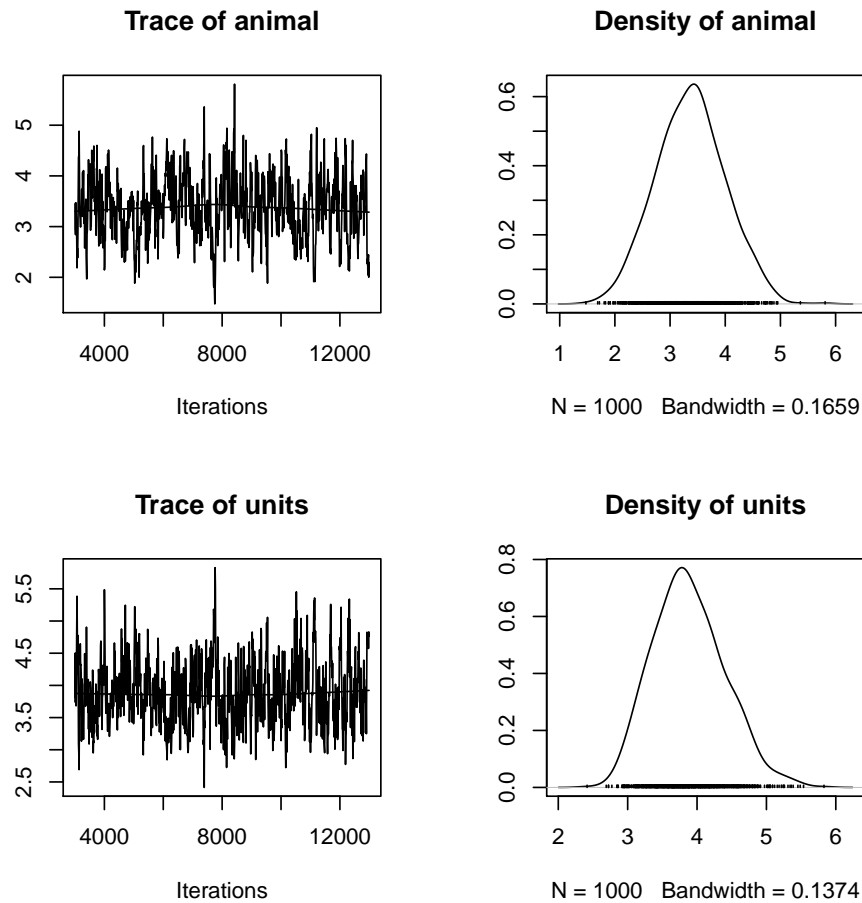 Trace of animal
5
4
3
2
4000 8000 12000
Iterations
Density of animal
0.6
0.4
0.2
0.0
1 2 3 4 5 6
N = 1000 Bandwidth = 0.1659
Trace of units
5.5
4.5
3.5
2.5
4000 8000 12000
Iterations
Density of units
0.8
0.6
0.4
0.2
0.0
2 3 4 5 6
N = 1000 Bandwidth = 0.1374